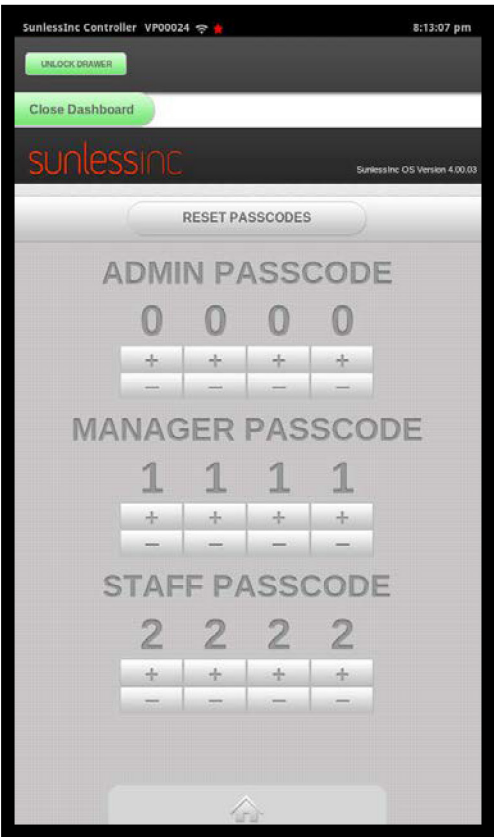 SunlessInc Controller VP00024 8:13:07 pm
UNLOCK DRAWER
Close Dashboard
sunlessinc
SunlessInc OS Version 4.00.03
RESET PASSCODES
ADMIN PASSCODE
0 0 0 0
+ + + +
− − − −
MANAGER PASSCODE
1 1 1 1
+ + + +
− − − −
STAFF PASSCODE
2 2 2 2
+ + + +
− − − −